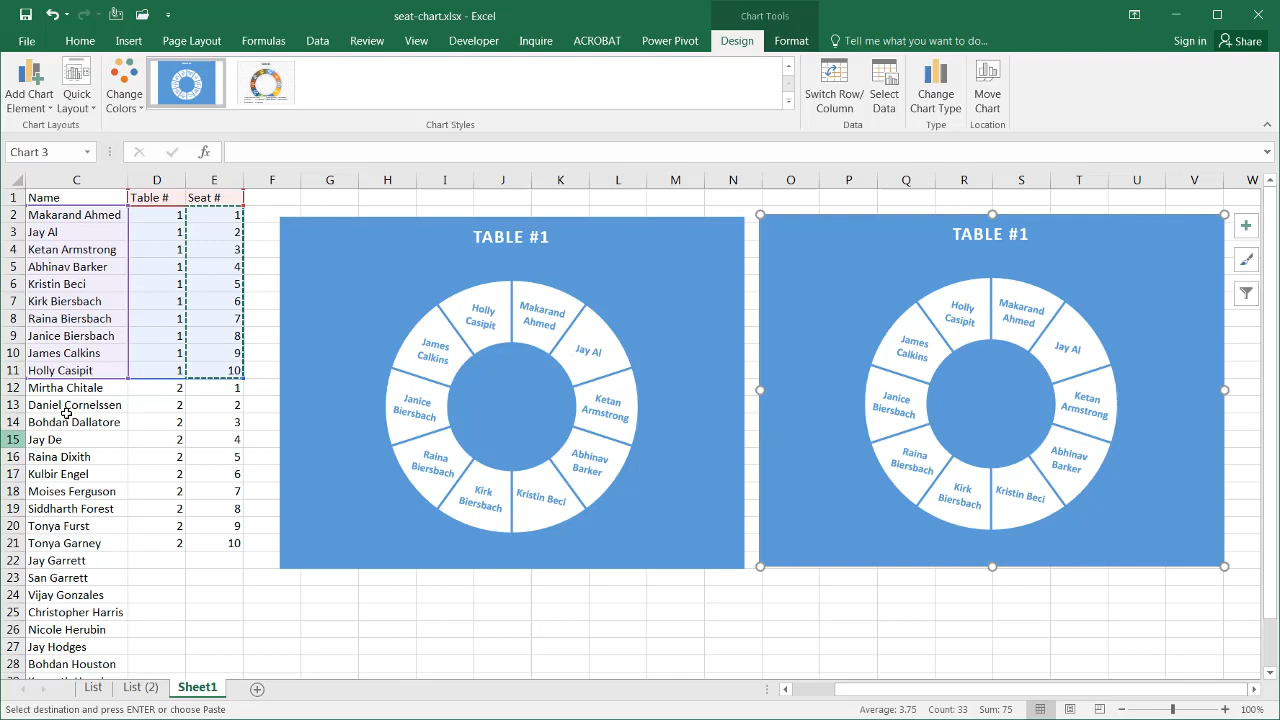 seat-chart.xlsx - Excel
Chart Tools
File
Home
Insert
Page Layout
Formulas
Data
Review
View
Developer
Inquire
ACROBAT
Power Pivot
Design
Format
Tell me what you want to do...
Sign in
Share
Add Chart Element
Quick Layout
Change Colors
Switch Row/ Column
Select Data
Change Chart Type
Move Chart
Chart Layouts
Chart Styles
Data
Type
Location
Chart 3
fx
C D E F G H I J K L M N O P Q R S T U V W
1 Name Table # Seat #
2 Makarand Ahmed 1 1
3 Jay Al 1 2
4 Ketan Armstrong 1 3
5 Abhinav Barker 1 4
6 Kristin Beci 1 5
7 Kirk Biersbach 1 6
8 Raina Biersbach 1 7
9 Janice Biersbach 1 8
10 James Calkins 1 9
11 Holly Casipit 1 10
12 Mirtha Chitale 2 1
13 Daniel Cornelssen 2 2
14 Bohdan Dallatore 2 3
15 Jay De 2 4
16 Raina Dixith 2 5
17 Kulbir Engel 2 6
18 Moises Ferguson 2 7
19 Siddharth Forest 2 8
20 Tonya Furst 2 9
21 Tonya Garney 2 10
22 Jay Garrett
23 San Garrett
24 Vijay Gonzales
25 Christopher Harris
26 Nicole Herubin
27 Jay Hodges
28 Bohdan Houston
TABLE #1
Holly Casipit
Makarand Ahmed
Jay Al
Ketan Armstrong
Abhinav Barker
Kristin Beci
Kirk Biersbach
Raina Biersbach
Janice Biersbach
James Calkins
TABLE #1
Holly Casipit
Makarand Ahmed
Jay Al
Ketan Armstrong
Abhinav Barker
Kristin Beci
Kirk Biersbach
Raina Biersbach
Janice Biersbach
James Calkins
List
List (2)
Sheet1
Select destination and press ENTER or choose Paste
Average: 3.75
Count: 33
Sum: 75
100%